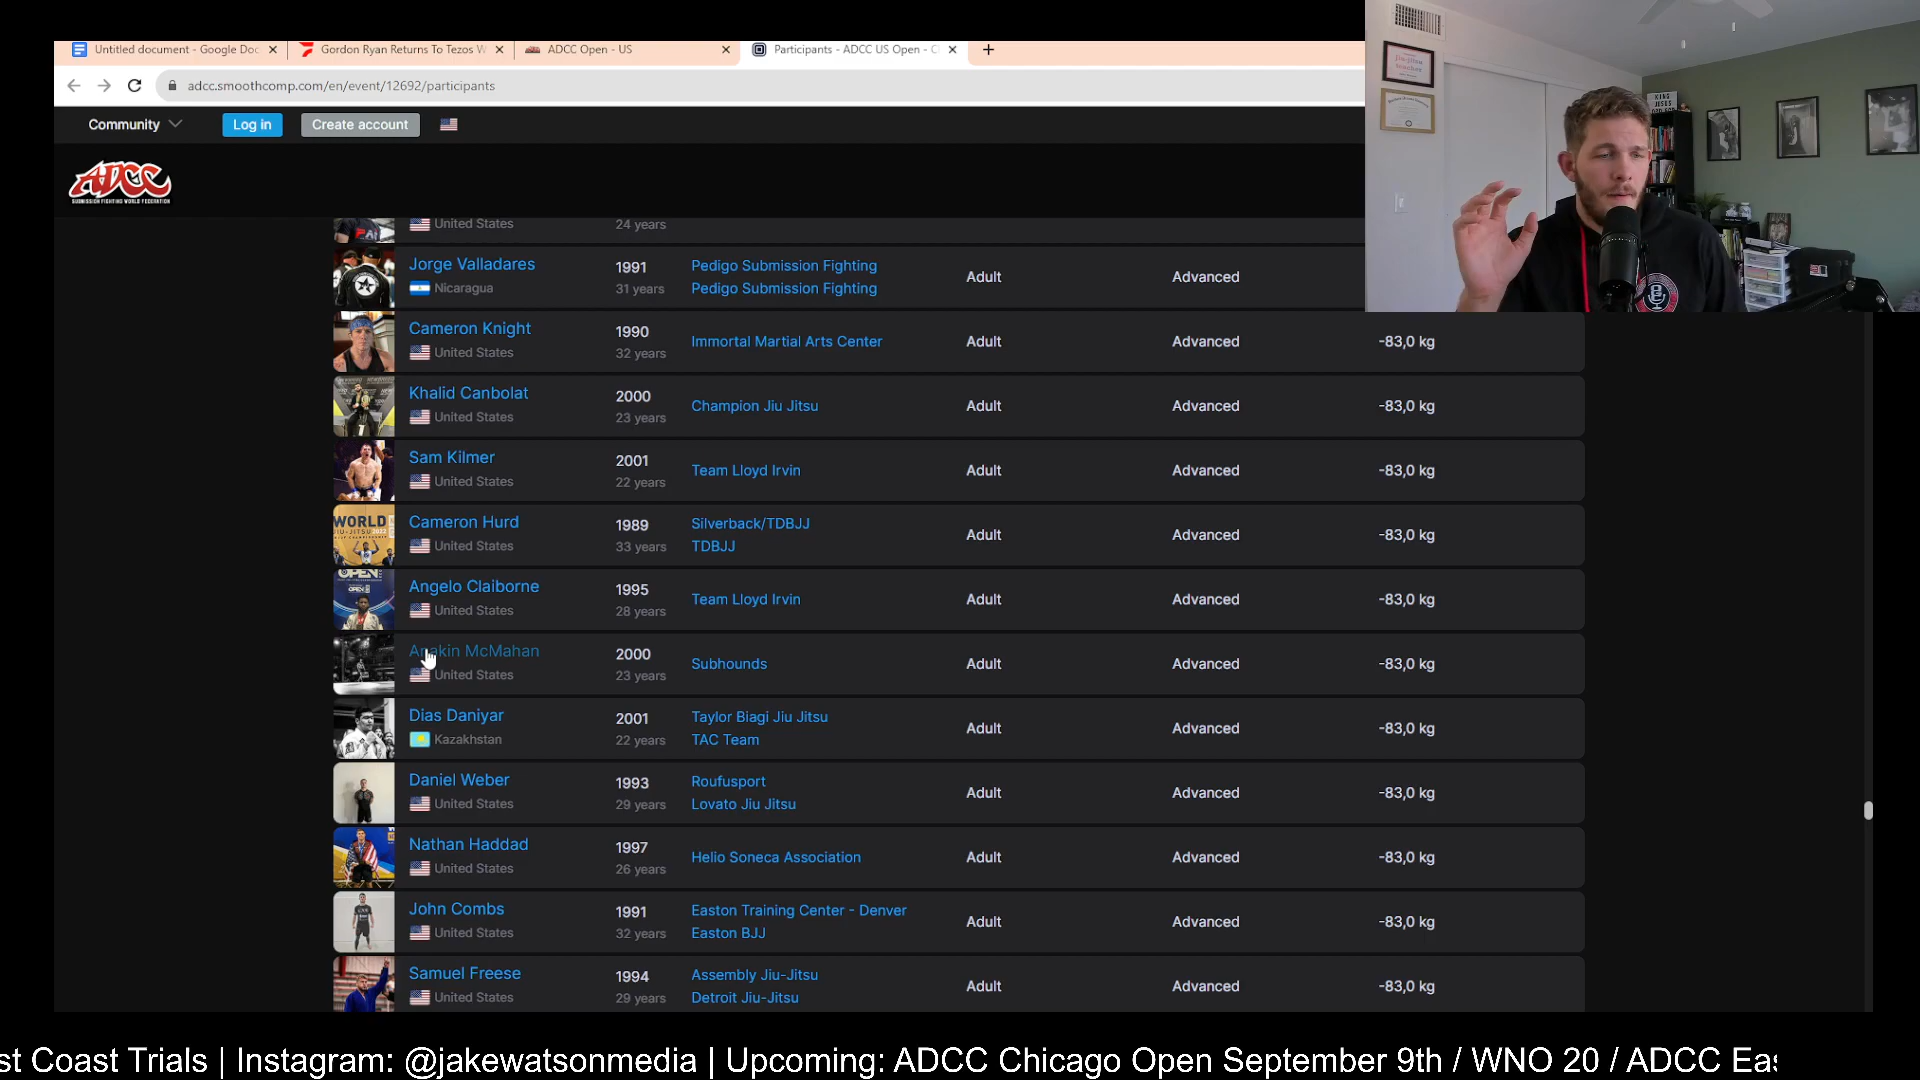 Untitled document - Google Doc
Gordon Ryan Returns To Tezos W
ADCC Open - US
Participants - ADCC US Open - C
adcc.smoothcomp.com/en/event/12692/participants
Community
Log in
Create account
ADCC
SUBMISSION FIGHTING WORLD FEDERATION
United States 24 years
Jorge Valladares 1991 Pedigo Submission Fighting
Nicaragua 31 years Pedigo Submission Fighting
Adult Advanced
Cameron Knight 1990
United States 32 years
Immortal Martial Arts Center Adult Advanced -83,0 kg
Khalid Canbolat 2000
United States 23 years
Champion Jiu Jitsu Adult Advanced -83,0 kg
Sam Kilmer 2001
United States 22 years
Team Lloyd Irvin Adult Advanced -83,0 kg
Cameron Hurd 1989 Silverback/TDBJJ
United States 33 years TDBJJ
Adult Advanced -83,0 kg
Angelo Claiborne 1995
United States 28 years
Team Lloyd Irvin Adult Advanced -83,0 kg
Anakin McMahan 2000
United States 23 years
Subhounds Adult Advanced -83,0 kg
Dias Daniyar 2001 Taylor Biagi Jiu Jitsu
Kazakhstan 22 years TAC Team
Adult Advanced -83,0 kg
Daniel Weber 1993 Roufusport
United States 29 years Lovato Jiu Jitsu
Adult Advanced -83,0 kg
Nathan Haddad 1997
United States 26 years
Helio Soneca Association Adult Advanced -83,0 kg
John Combs 1991 Easton Training Center - Denver
United States 32 years Easton BJJ
Adult Advanced -83,0 kg
Samuel Freese 1994 Assembly Jiu-Jitsu
United States 29 years Detroit Jiu-Jitsu
Adult Advanced -83,0 kg
WORLD
OPEN
KING
JESUS
st Coast Trials | Instagram: @jakewatsonmedia | Upcoming: ADCC Chicago Open September 9th / WNO 20 / ADCC Eas